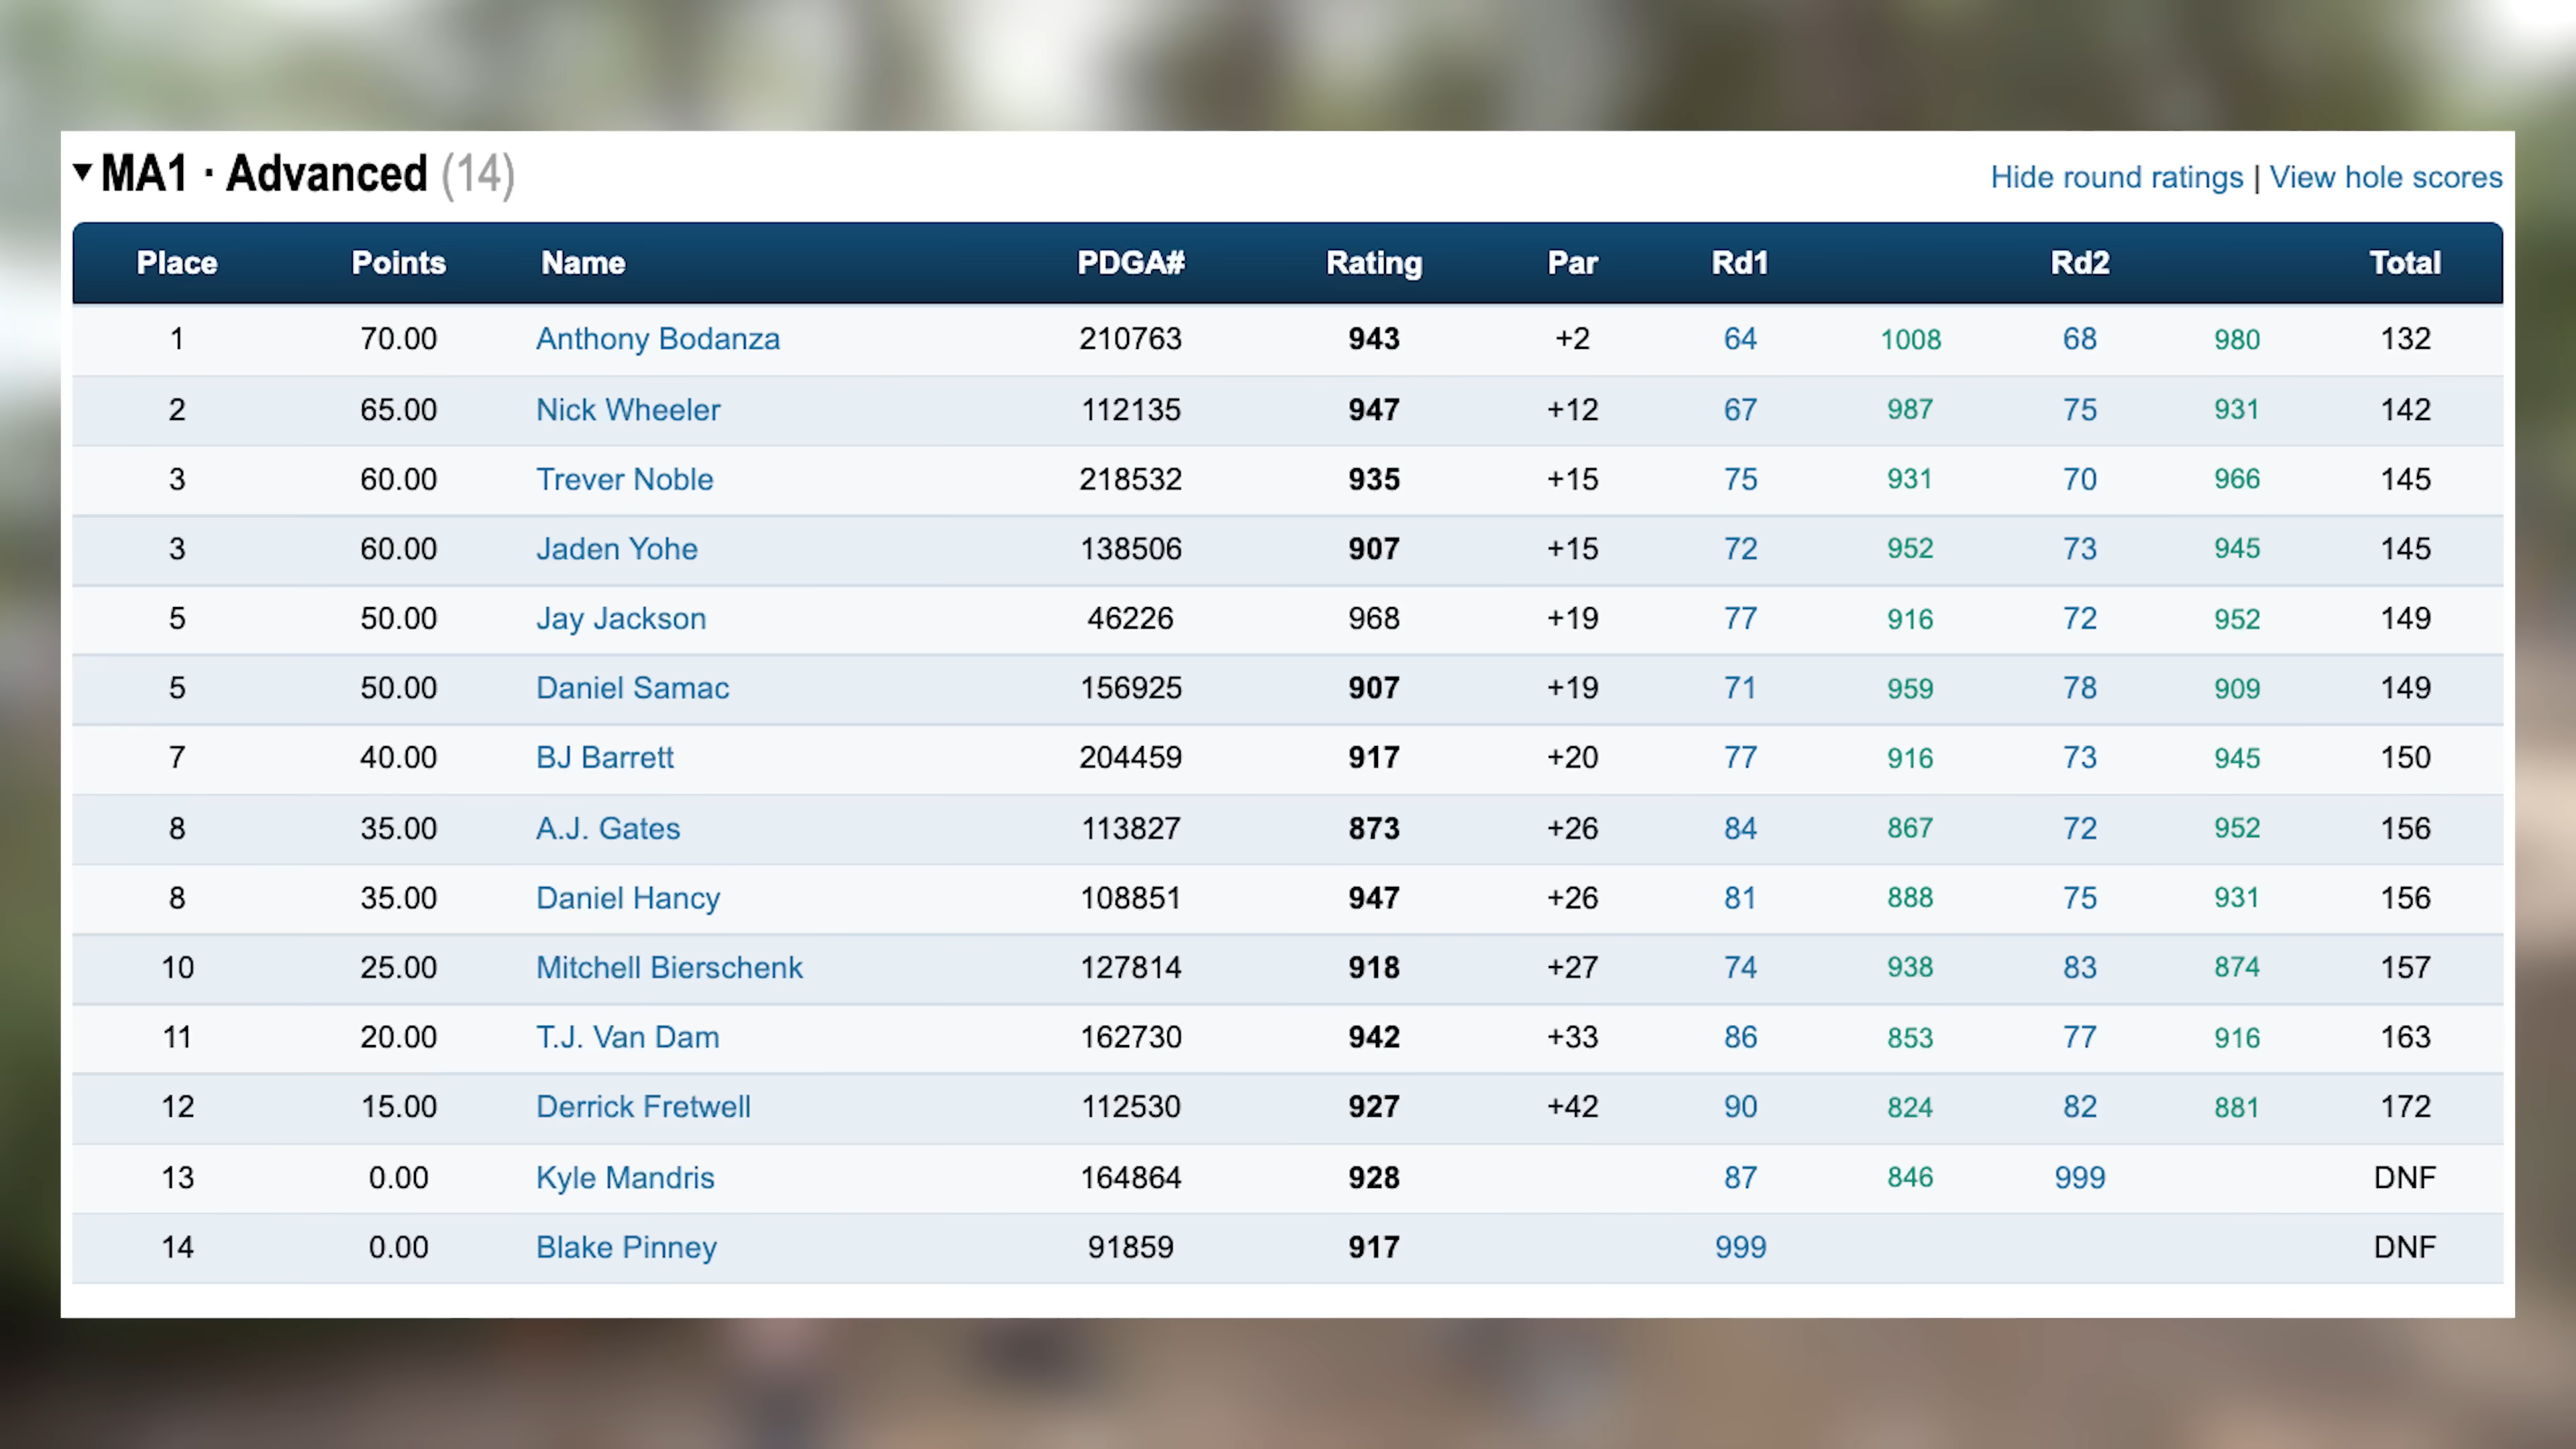 ▼ MA1 · Advanced (14) Hide round ratings | View hole scores
Place Points Name PDGA# Rating Par Rd1 Rd2 Total
1 70.00 Anthony Bodanza 210763 943 +2 64 1008 68 980 132
2 65.00 Nick Wheeler 112135 947 +12 67 987 75 931 142
3 60.00 Trever Noble 218532 935 +15 75 931 70 966 145
3 60.00 Jaden Yohe 138506 907 +15 72 952 73 945 145
5 50.00 Jay Jackson 46226 968 +19 77 916 72 952 149
5 50.00 Daniel Samac 156925 907 +19 71 959 78 909 149
7 40.00 BJ Barrett 204459 917 +20 77 916 73 945 150
8 35.00 A.J. Gates 113827 873 +26 84 867 72 952 156
8 35.00 Daniel Hancy 108851 947 +26 81 888 75 931 156
10 25.00 Mitchell Bierschenk 127814 918 +27 74 938 83 874 157
11 20.00 T.J. Van Dam 162730 942 +33 86 853 77 916 163
12 15.00 Derrick Fretwell 112530 927 +42 90 824 82 881 172
13 0.00 Kyle Mandris 164864 928 87 846 999 DNF
14 0.00 Blake Pinney 91859 917 999 DNF